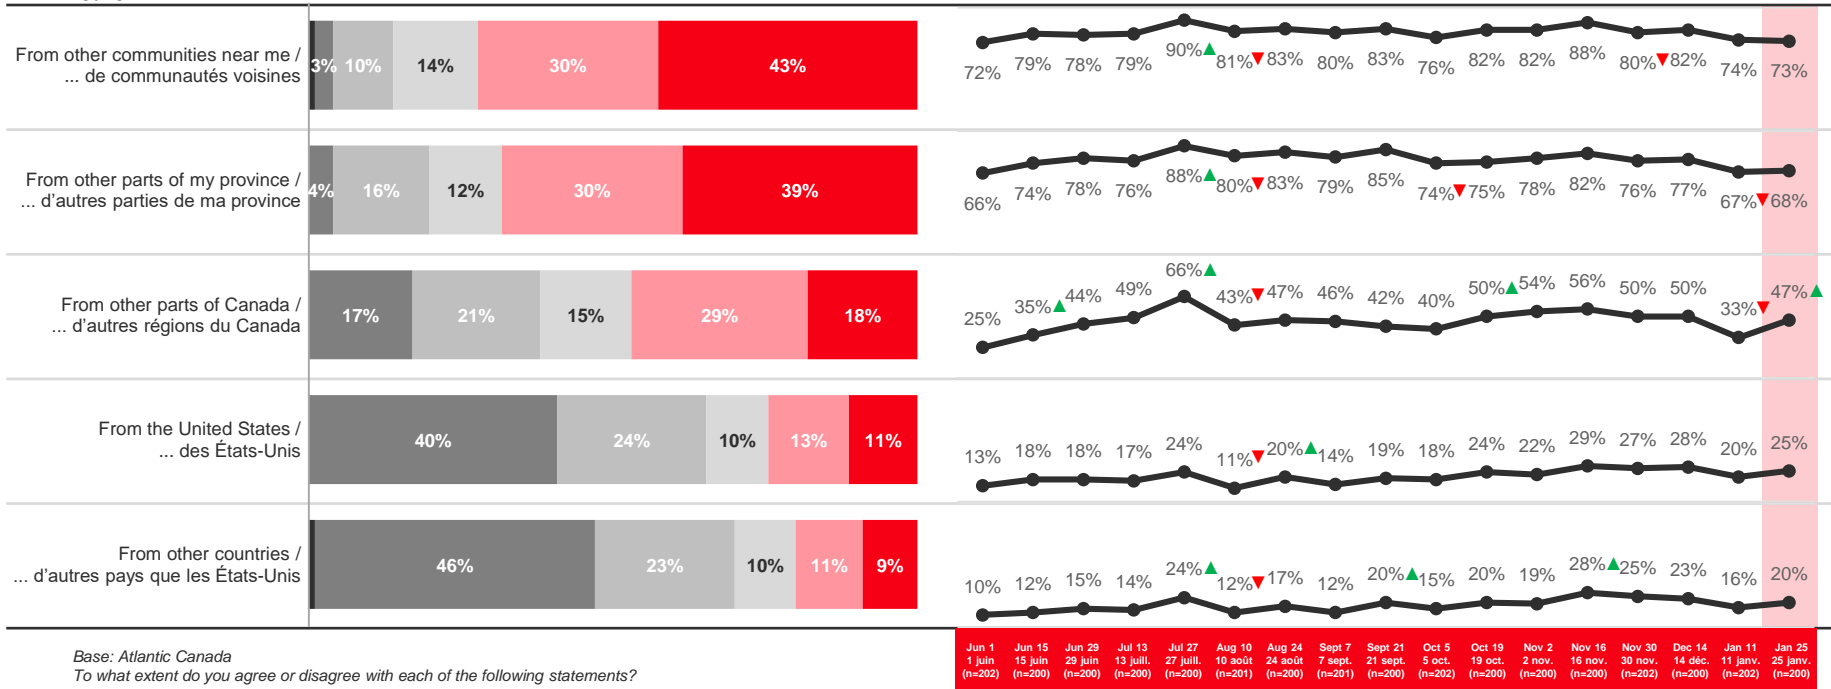 From other communities near me /
... de communautés voisines
3% 10% 14% 30% 43%
72% 79% 78% 79% 90% 81% 83% 80% 83% 76% 82% 82% 88% 80% 82% 74% 73%
From other parts of my province /
... d'autres parties de ma province
4% 16% 12% 30% 39%
66% 74% 78% 76% 88% 80% 83% 79% 85% 74% 75% 78% 82% 76% 77% 67% 68%
From other parts of Canada /
... d'autres régions du Canada
17% 21% 15% 29% 18%
25% 35% 44% 49% 66% 43% 47% 46% 42% 40% 50% 54% 56% 50% 50% 33% 47%
From the United States /
... des États-Unis
40% 24% 10% 13% 11%
13% 18% 18% 17% 24% 11% 20% 14% 19% 18% 24% 22% 29% 27% 28% 20% 25%
From other countries /
... d'autres pays que les États-Unis
46% 23% 10% 11% 9%
10% 12% 15% 14% 24% 12% 17% 12% 20% 15% 20% 19% 28% 25% 23% 16% 20%
Jun 1 Jun 15 Jun 29 Jul 13 Jul 27 Aug 10 Aug 24 Sept 7 Sept 21 Oct 5 Oct 19 Nov 2 Nov 16 Nov 30 Dec 14 Jan 11 Jan 25
1 juin 15 juin 29 juin 13 juill. 27 juill. 10 août 24 août 7 sept. 21 sept. 5 oct. 19 oct. 2 nov. 16 nov. 30 nov. 14 déc. 11 janv. 25 janv.
(n=202) (n=200) (n=200) (n=200) (n=200) (n=201) (n=200) (n=201) (n=200) (n=202) (n=200) (n=200) (n=200) (n=202) (n=200) (n=202) (n=200)
Base: Atlantic Canada
To what extent do you agree or disagree with each of the following statements?